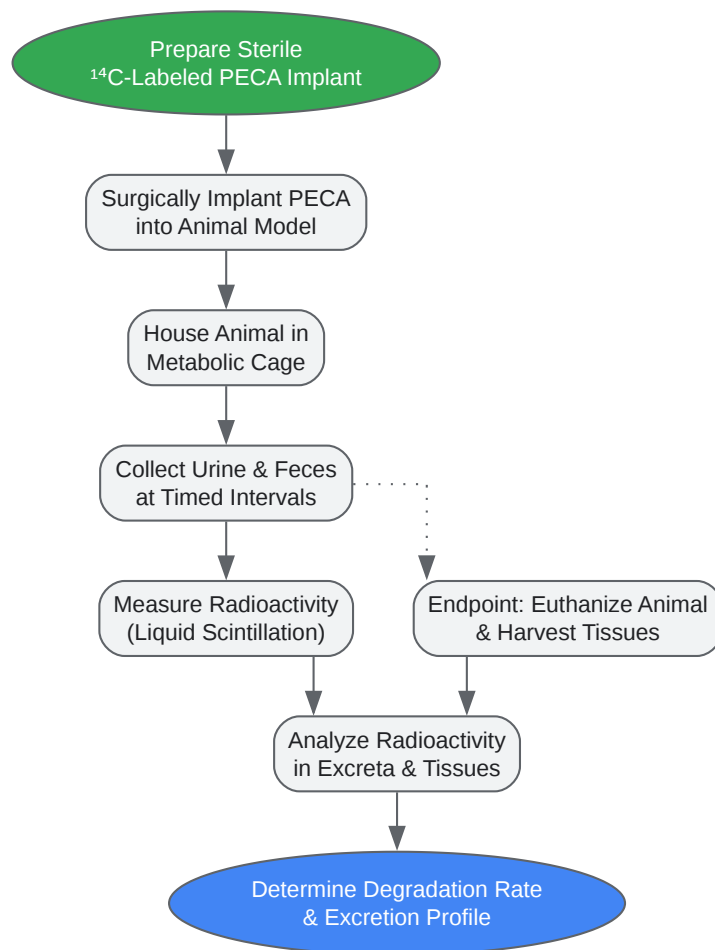 Prepare Sterile
¹⁴C-Labeled PECA Implant
Surgically Implant PECA
into Animal Model
House Animal in
Metabolic Cage
Collect Urine & Feces
at Timed Intervals
Measure Radioactivity
(Liquid Scintillation)
Endpoint: Euthanize Animal
& Harvest Tissues
Analyze Radioactivity
in Excreta & Tissues
Determine Degradation Rate
& Excretion Profile